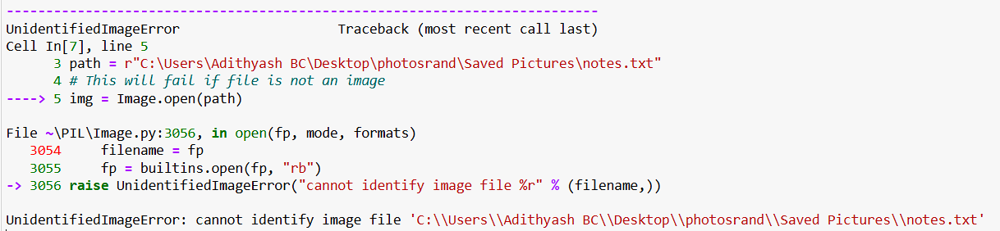 ---------------------------------------------------------------------------
UnidentifiedImageError                    Traceback (most recent call last)
Cell In[7], line 5
      3 path = r"C:\Users\Adithyash BC\Desktop\photosrand\Saved Pictures\notes.txt"
      4 # This will fail if file is not an image
----> 5 img = Image.open(path)

File ~\PIL\Image.py:3056, in open(fp, mode, formats)
   3054     filename = fp
   3055     fp = builtins.open(fp, "rb")
-> 3056 raise UnidentifiedImageError("cannot identify image file %r" % (filename,))

UnidentifiedImageError: cannot identify image file 'C:\\Users\\Adithyash BC\\Desktop\\photosrand\\Saved Pictures\\notes.txt'